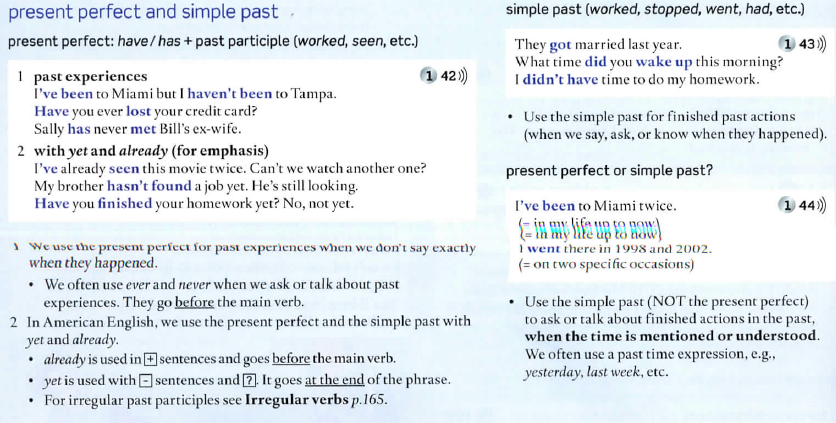 present perfect and simple past
present perfect: have / has + past participle (worked, seen, etc.)
1 past experiences
1 42))
I've been to Miami but I haven't been to Tampa.
Have you ever lost your credit card?
Sally has never met Bill's ex-wife.
2 with yet and already (for emphasis)
I've already seen this movie twice. Can't we watch another one?
My brother hasn't found a job yet. He's still looking.
Have you finished your homework yet? No, not yet.
1 We use the present perfect for past experiences when we don't say exactly
when they happened.
• We often use ever and never when we ask or talk about past
experiences. They go before the main verb.
2 In American English, we use the present perfect and the simple past with
yet and already.
• already is used in + sentences and goes before the main verb.
• yet is used with – sentences and ?. It goes at the end of the phrase.
• For irregular past participles see Irregular verbs p.165.
simple past (worked, stopped, went, had, etc.)
They got married last year.
1 43))
What time did you wake up this morning?
I didn't have time to do my homework.
• Use the simple past for finished past actions
(when we say, ask, or know when they happened).
present perfect or simple past?
I've been to Miami twice.
1 44))
(= in my life up to now)
(= in my life up to now)
I went there in 1998 and 2002.
(= on two specific occasions)
• Use the simple past (NOT the present perfect)
to ask or talk about finished actions in the past,
when the time is mentioned or understood.
We often use a past time expression, e.g.,
yesterday, last week, etc.